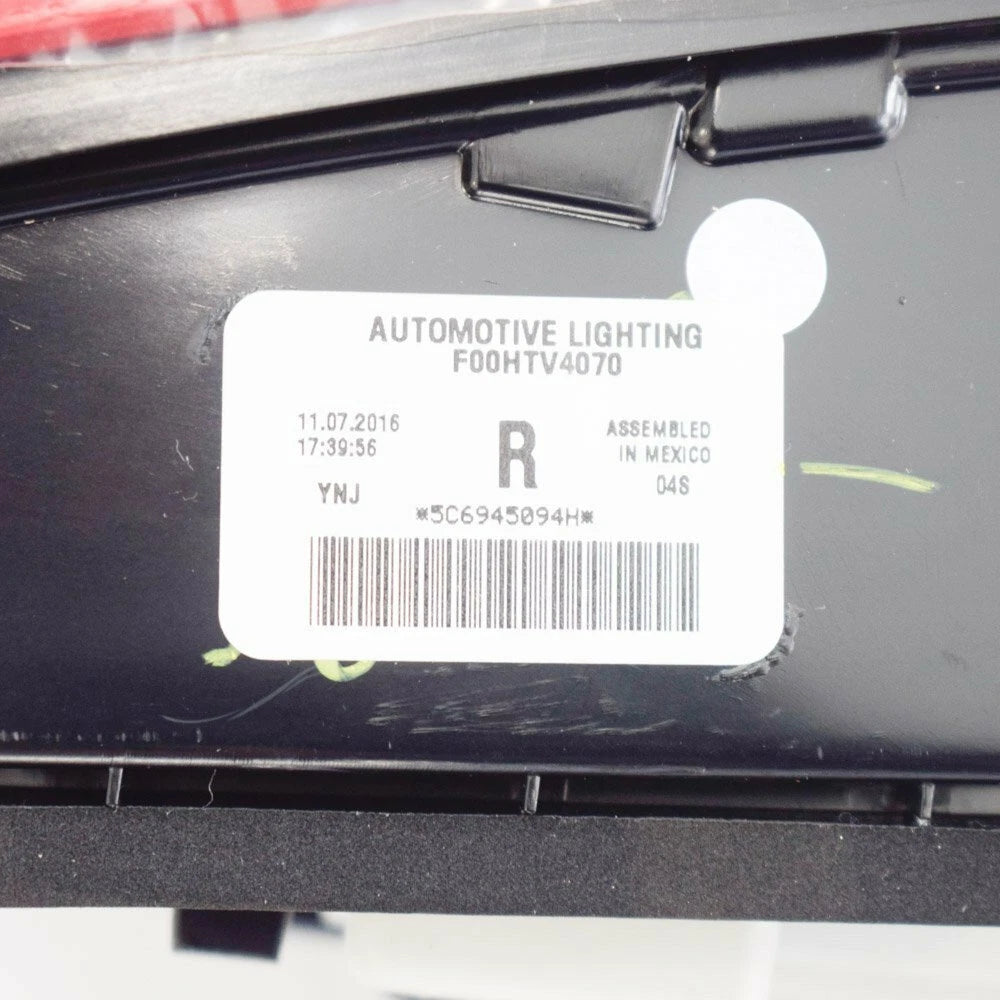 AUTOMOTIVE LIGHTING
F00HTV4070
11.07.2016
17:39:56
R
ASSEMBLED
IN MEXICO
YNJ
04S
*5C6945094H*